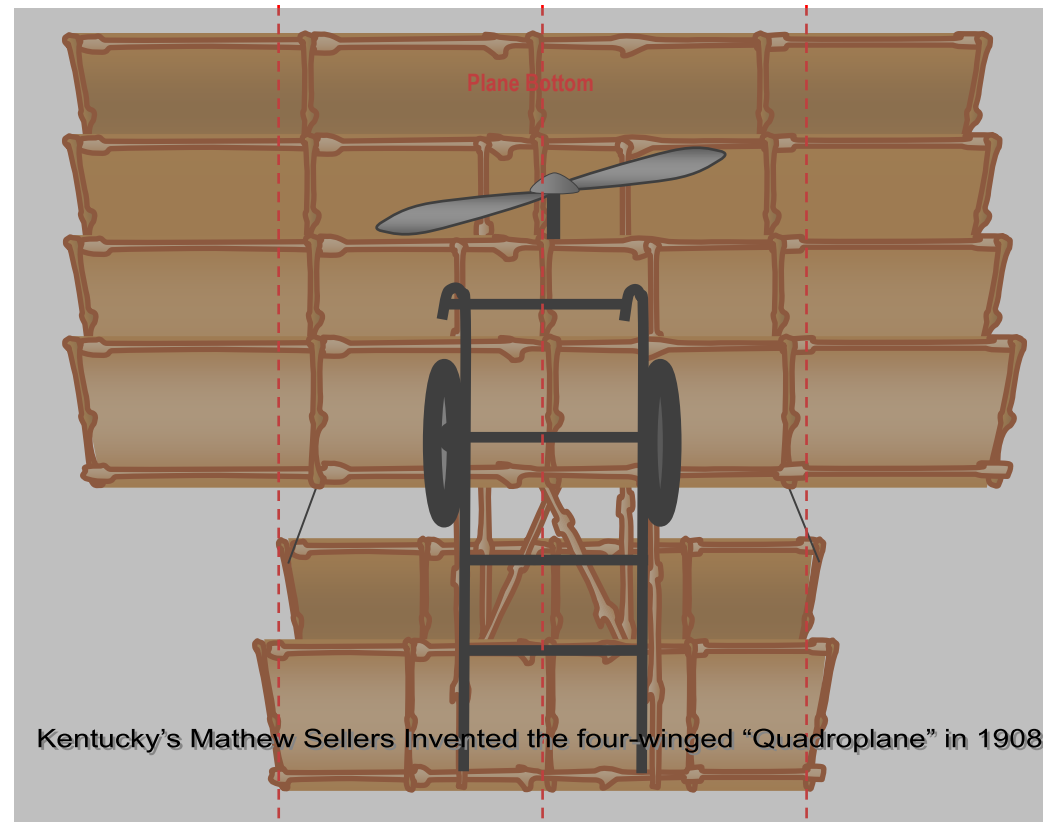 Plane Bottom
Kentucky’s Mathew Sellers Invented the four-winged “Quadroplane” in 1908